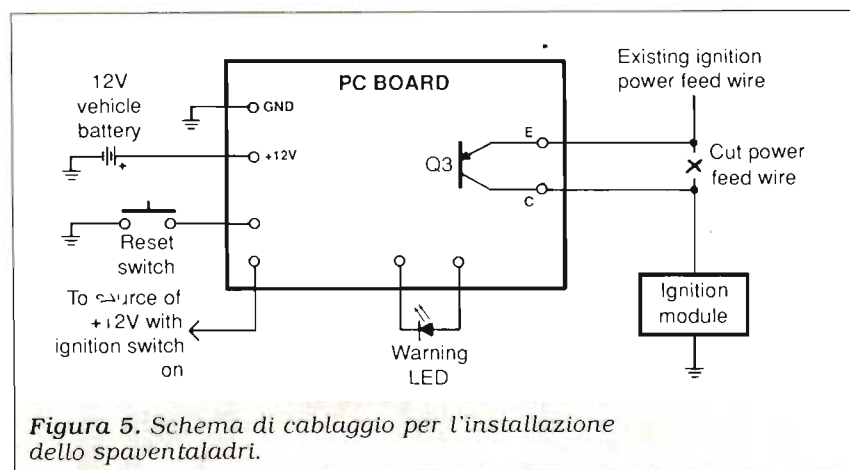 PC BOARD
12V
vehicle
battery
+
GND
+12V
Reset
switch
To source of
+12V with
ignition switch
on
Warning
LED
Q3
E
C
Existing ignition
power feed wire
Cut power
feed wire
Ignition
module
Figura 5. Schema di cablaggio per l'installazione
dello spaventaladri.